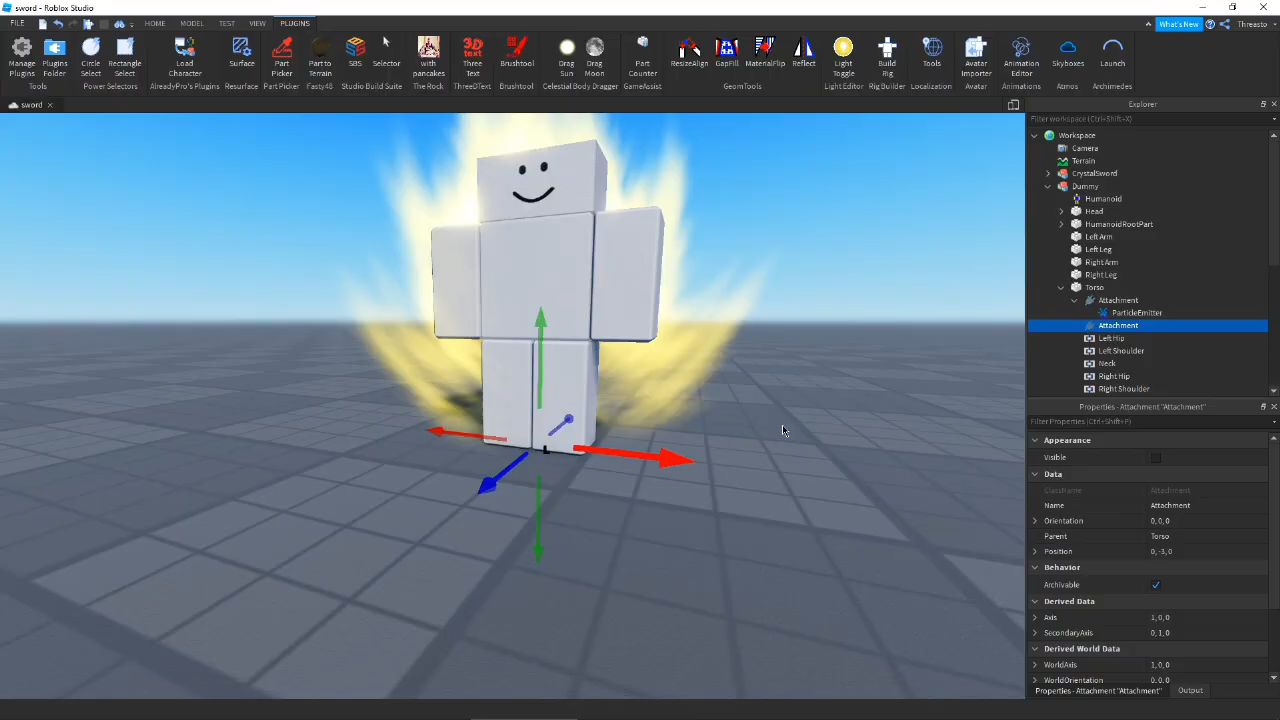 sword - Roblox Studio
FILE HOME MODEL TEST VIEW PLUGINS What's New Threasto
Manage Plugins
Plugins Folder
Circle Select
Rectangle Select
Load Character
Surface
Part Picker
Part to Terrain
SBS
Selector
with pancakes
Three Text
Brushtool
Drag Sun
Drag Moon
Part Counter
ResizeAlign
GapFill
MaterialFlip
Reflect
Light Toggle
Build Rig
Tools
Avatar Importer
Animation Editor
Skyboxes
Launch
Tools Power Selectors AlreadyPro's Plugins Resurface Part Picker Fasty48 Studio Build Suite The Rock ThreeDText Brushtool Celestial Body Dragger GameAssist GeomTools Light Editor Rig Builder Localization Avatar Animations Atmos Archimedes
sword
Explorer
Filter workspace (Ctrl+Shift+X)
Workspace
Camera
Terrain
CrystalSword
Dummy
Humanoid
Head
HumanoidRootPart
Left Arm
Left Leg
Right Arm
Right Leg
Torso
Attachment
ParticleEmitter
Attachment
Left Hip
Left Shoulder
Neck
Right Hip
Right Shoulder
L
Properties - Attachment "Attachment"
Filter Properties (Ctrl+Shift+P)
Appearance
Visible
Data
ClassName Attachment
Name Attachment
Orientation 0, 0, 0
Parent Torso
Position 0, -3, 0
Behavior
Archivable
Derived Data
Axis 1, 0, 0
SecondaryAxis 0, 1, 0
Derived World Data
WorldAxis 1, 0, 0
WorldOrientation 0, 0, 0
Properties - Attachment "Attachment" Output